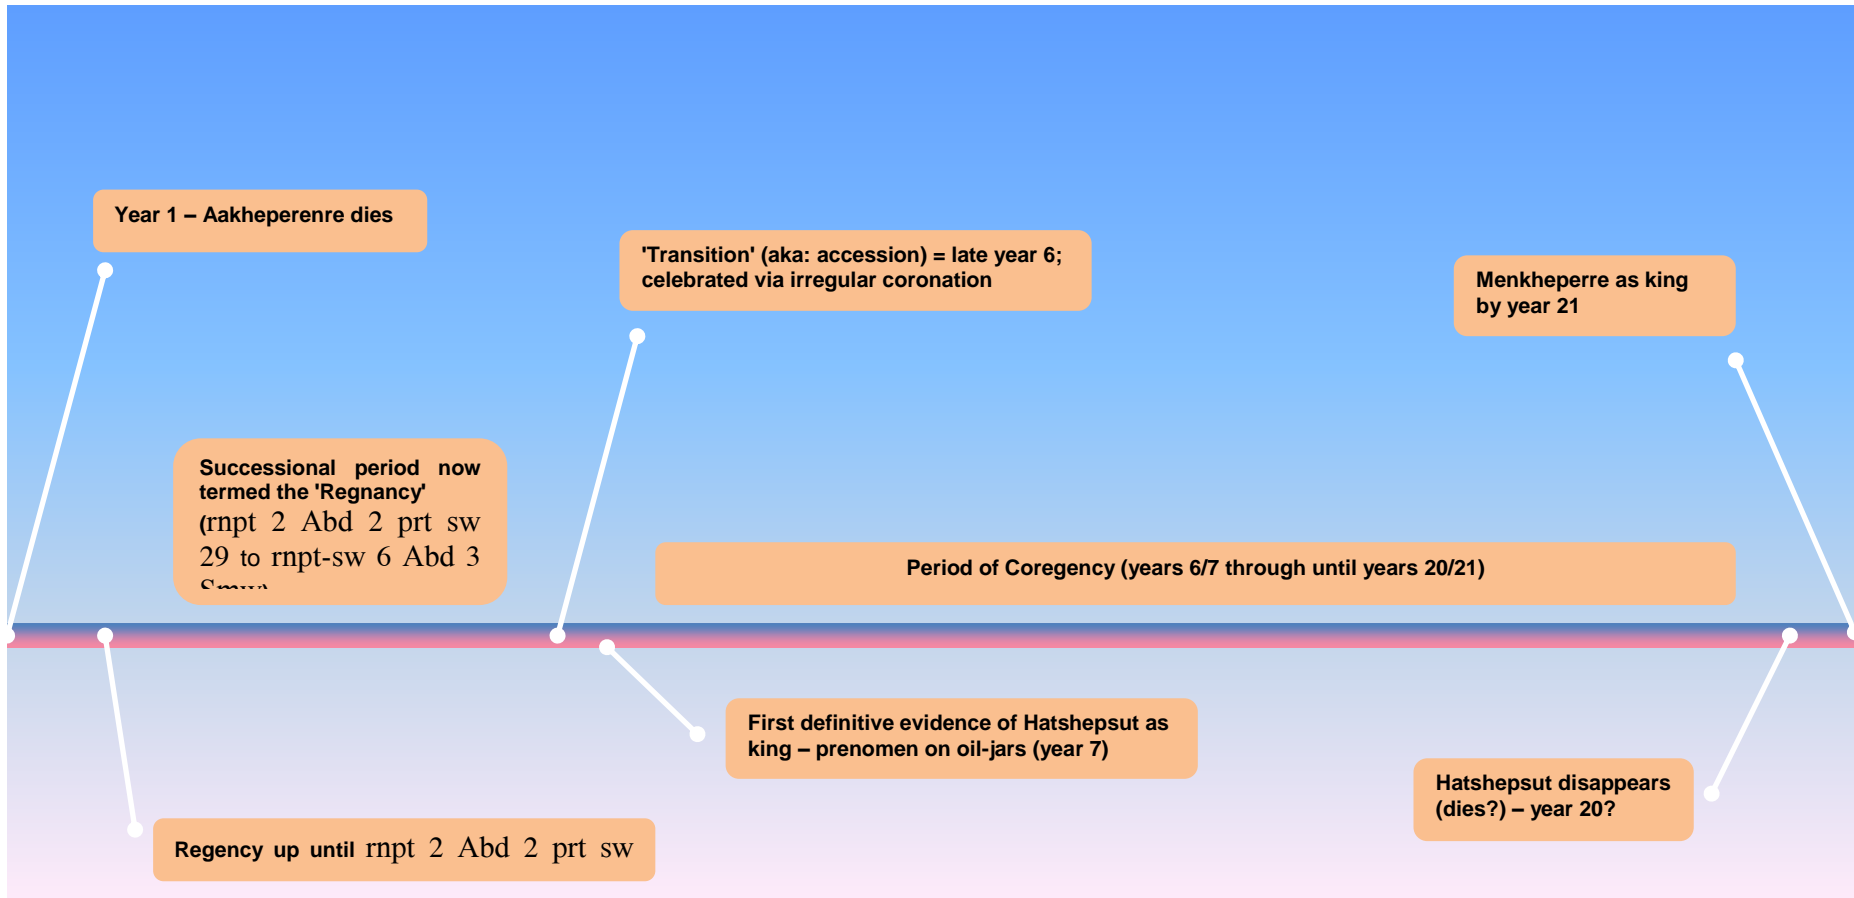 Year 1 – Aakheperenre dies
'Transition' (aka: accession) = late year 6;
celebrated via irregular coronation
Menkheperre as king
by year 21
Successional period now
termed the 'Regnancy'
(rnpt 2 Abd 2 prt sw
29 to rnpt-sw 6 Abd 3
Period of Coregency (years 6/7 through until years 20/21)
First definitive evidence of Hatshepsut as
king – prenomen on oil-jars (year 7)
Hatshepsut disappears
(dies?) – year 20?
Regency up until rnpt 2 Abd 2 prt sw